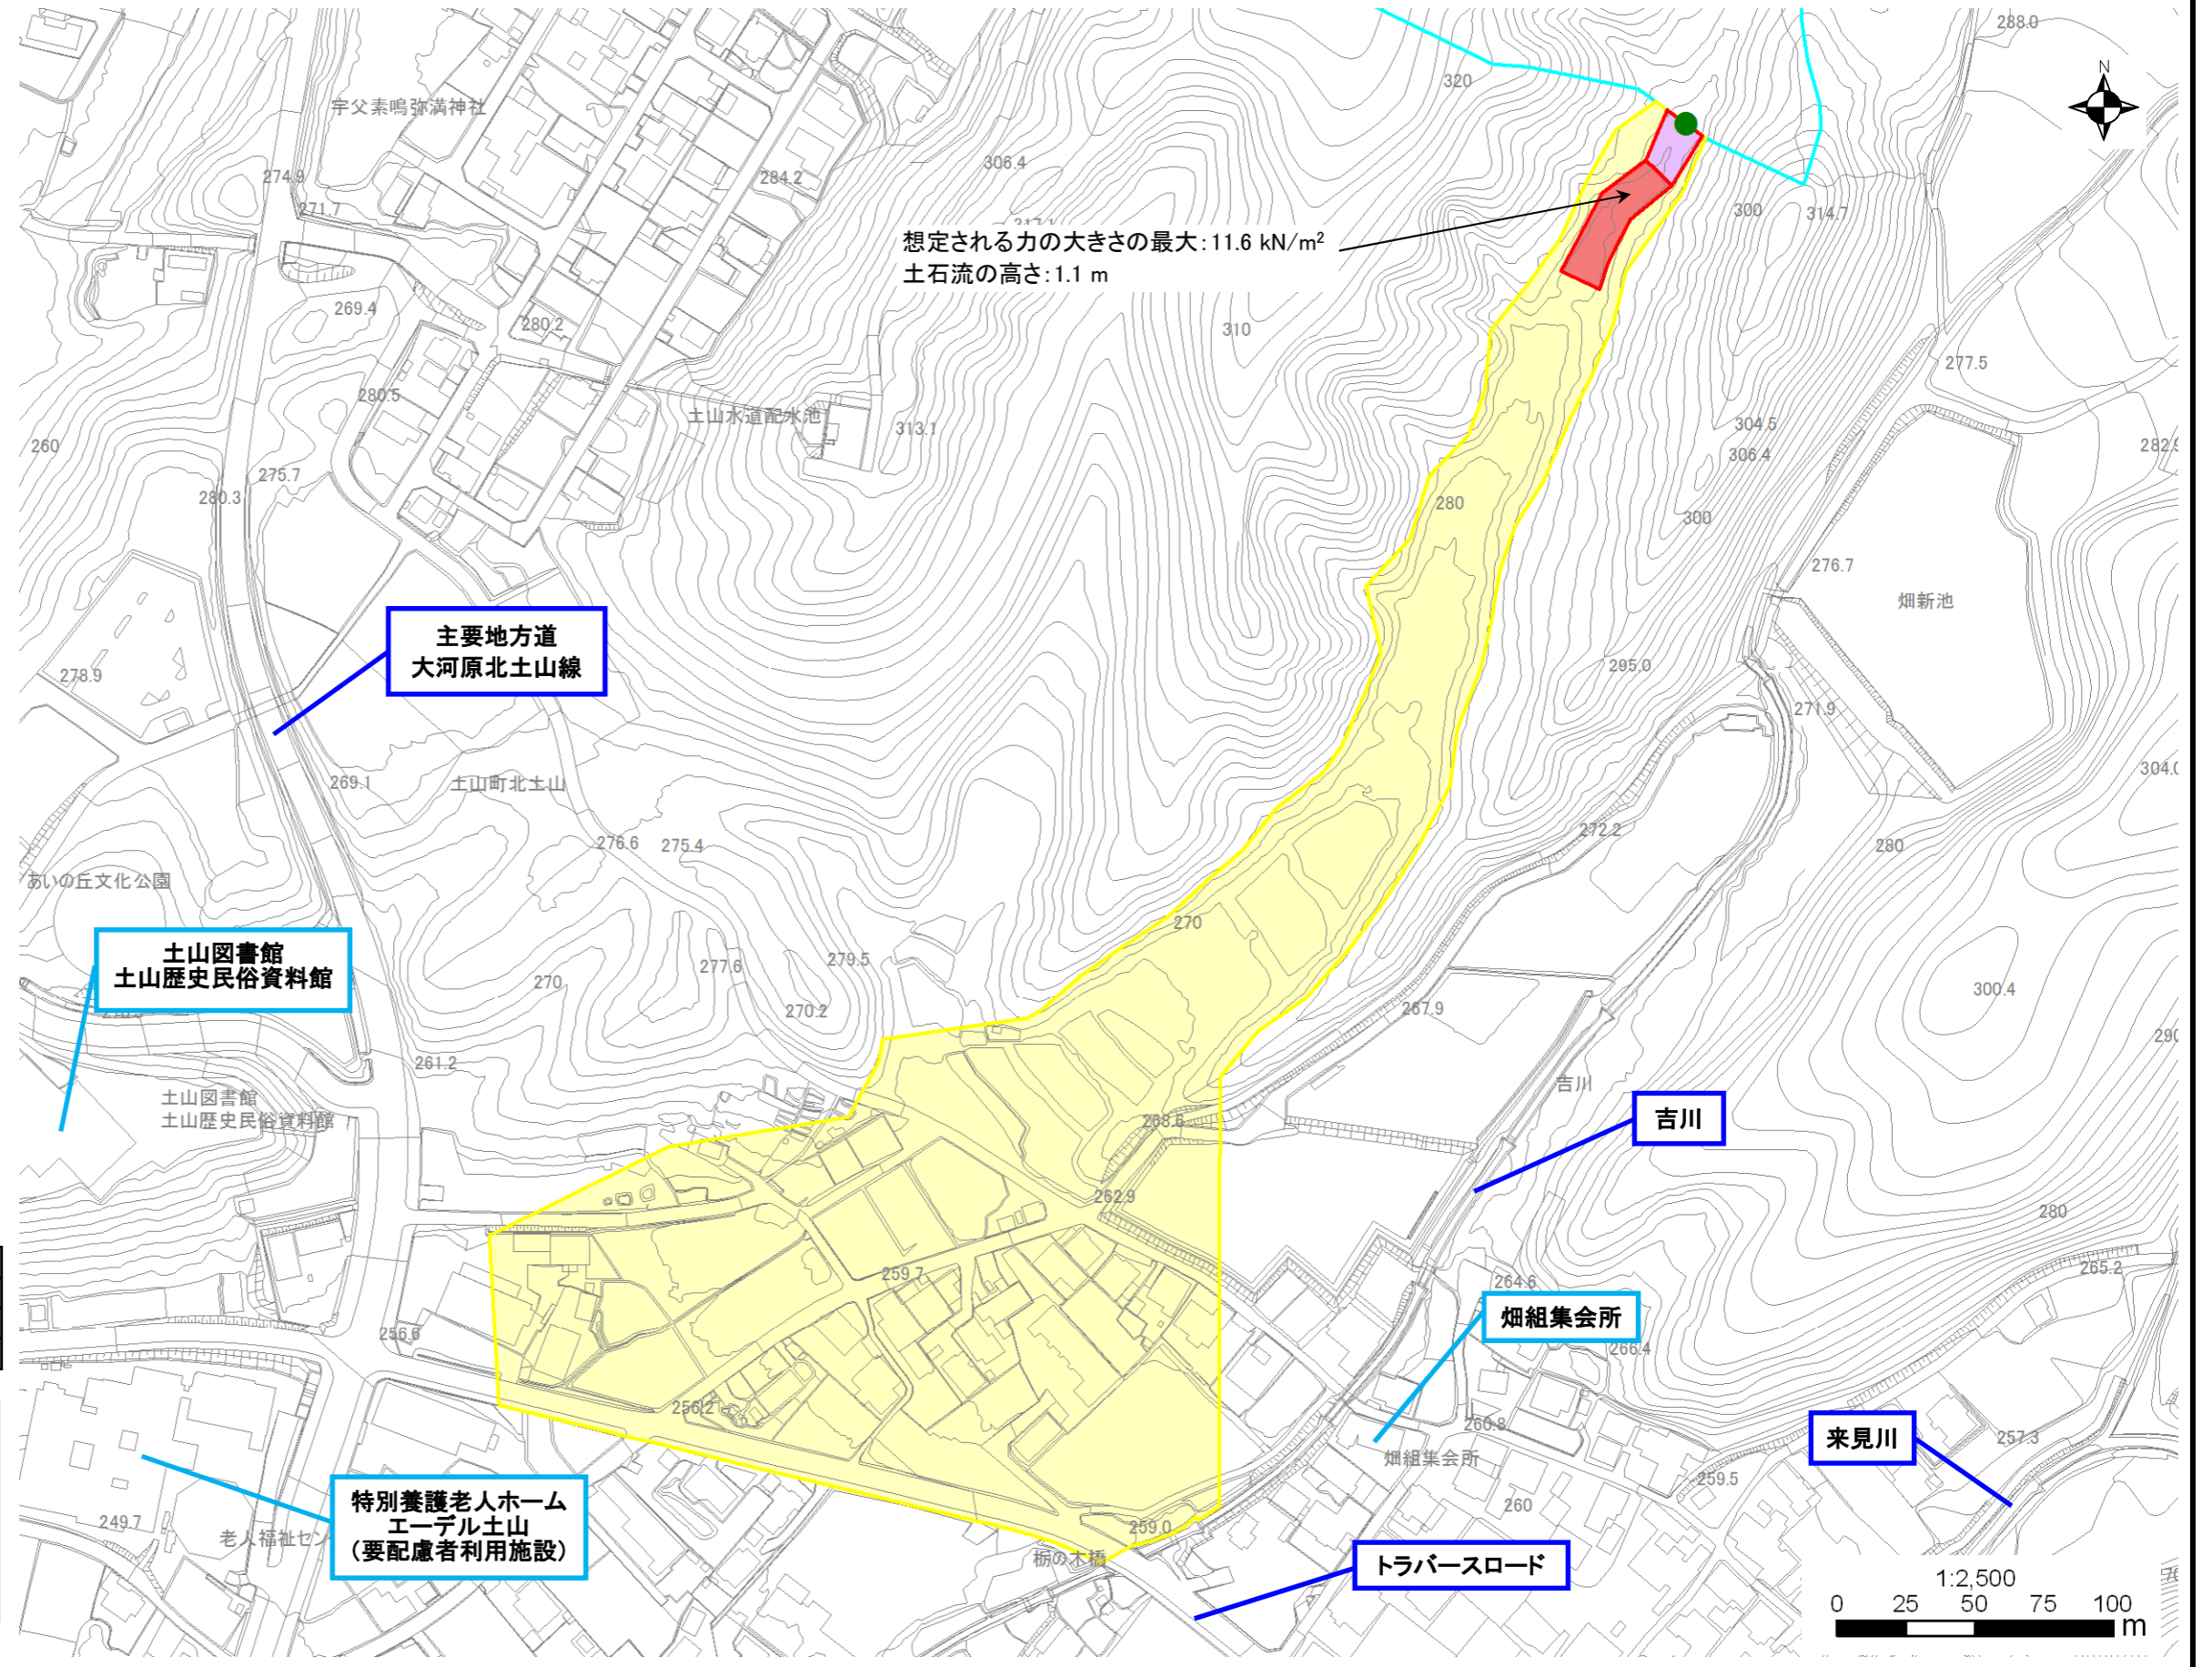 288.0
320
N
宇父素鳴弥満神社
274.9
271.7
284.2
306.4
300
314.7
想定される力の大きさの最大：11.6 kN/m²
土石流の高さ：1.1 m
269.4
280.2
310
277.5
280.5
土山水道配水池
313.1
304.5
306.4
260
275.7
280.3
280
300
276.7
畑新池
主要地方道
大河原北土山線
278.9
295.0
271.9
269.1
土山町北土山
304.0
276.6
275.4
272.2
280
あいの丘文化公園
土山図書館
土山歴史民俗資料館
270
277.6
279.5
270
270.2
267.9
300.4
290
261.2
土山図書館
土山歴史民俗資料館
吉川
吉川
268.6
262.9
280
259.7
264.6
265.2
畑組集会所
256.6
266.4
256.2
260.8
畑組集会所
来見川
257.3
259.5
特別養護老人ホーム
エーデル土山
（要配慮者利用施設）
249.7
老人福祉セン
260
259.0
栃の木橋
トラバースロード
1:2,500
0 25 50 75 100
m